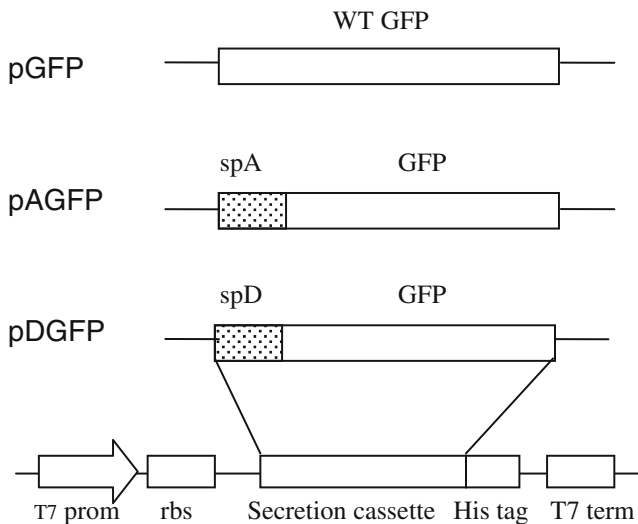 WT GFP
pGFP
spA GFP
pAGFP
spD GFP
pDGFP
T7 prom rbs Secretion cassette His tag T7 term